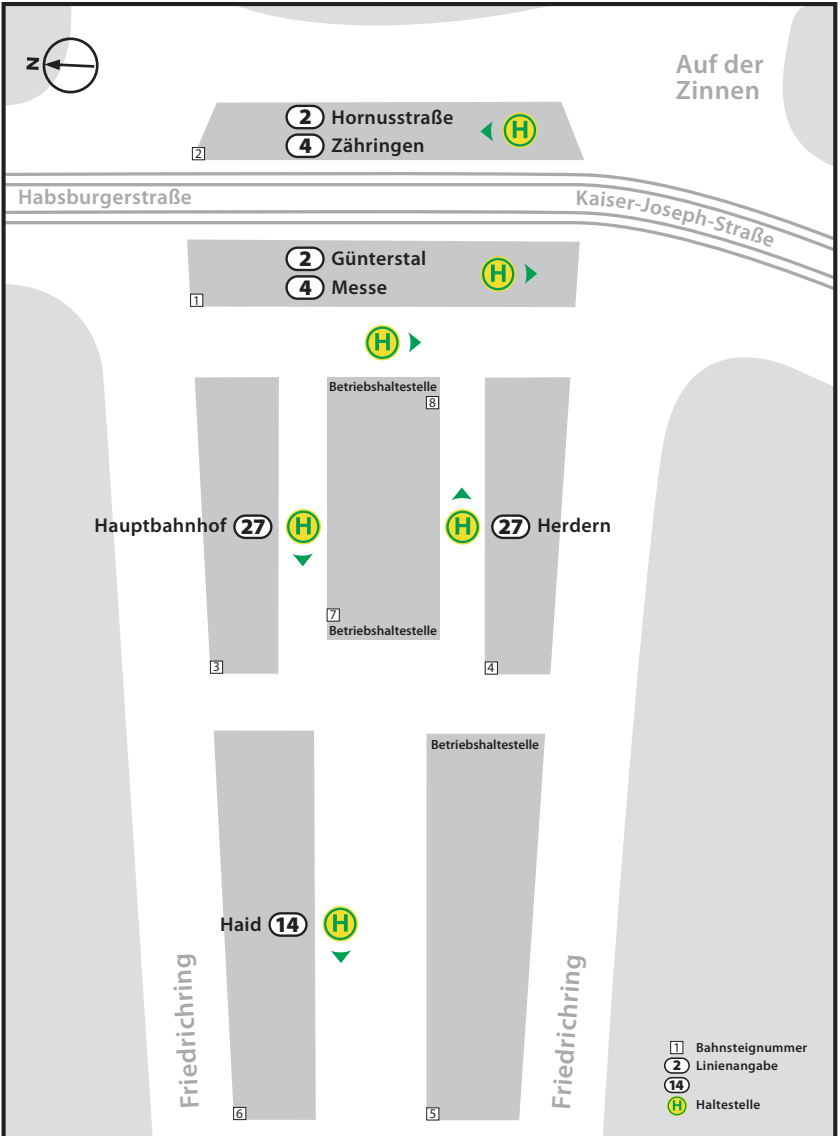 N
Auf der
Zinnen
2 Hornusstraße
H
4 Zähringen
2
Habsburgerstraße
Kaiser-Joseph-Straße
2 Günterstal
H
4 Messe
1
H
Betriebshaltestelle
8
Hauptbahnhof 27 H
H 27 Herdern
7
Betriebshaltestelle
3
4
Betriebshaltestelle
Haid 14 H
Friedrichring
Friedrichring
6
5
1 Bahnsteignummer
2 Linienangabe
14
H Haltestelle